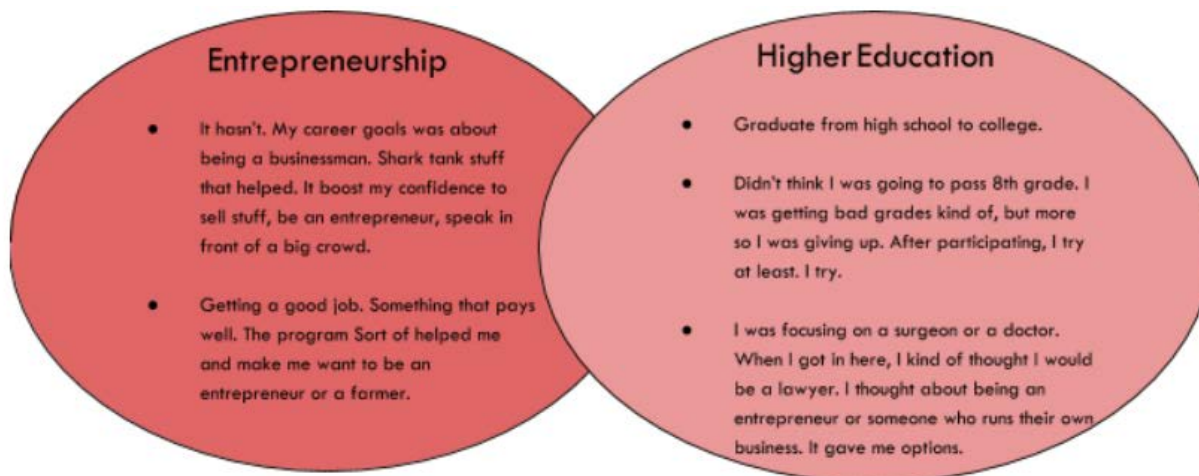 Entrepreneurship
● It hasn't. My career goals was about
being a businessman. Shark tank stuff
that helped. It boost my confidence to
sell stuff, be an entrepreneur, speak in
front of a big crowd.
● Getting a good job. Something that pays
well. The program Sort of helped me
and make me want to be an
entrepreneur or a farmer.
Higher Education
● Graduate from high school to college.
● Didn't think I was going to pass 8th grade. I
was getting bad grades kind of, but more
so I was giving up. After participating, I try
at least. I try.
● I was focusing on a surgeon or a doctor.
When I got in here, I kind of thought I would
be a lawyer. I thought about being an
entrepreneur or someone who runs their own
business. It gave me options.